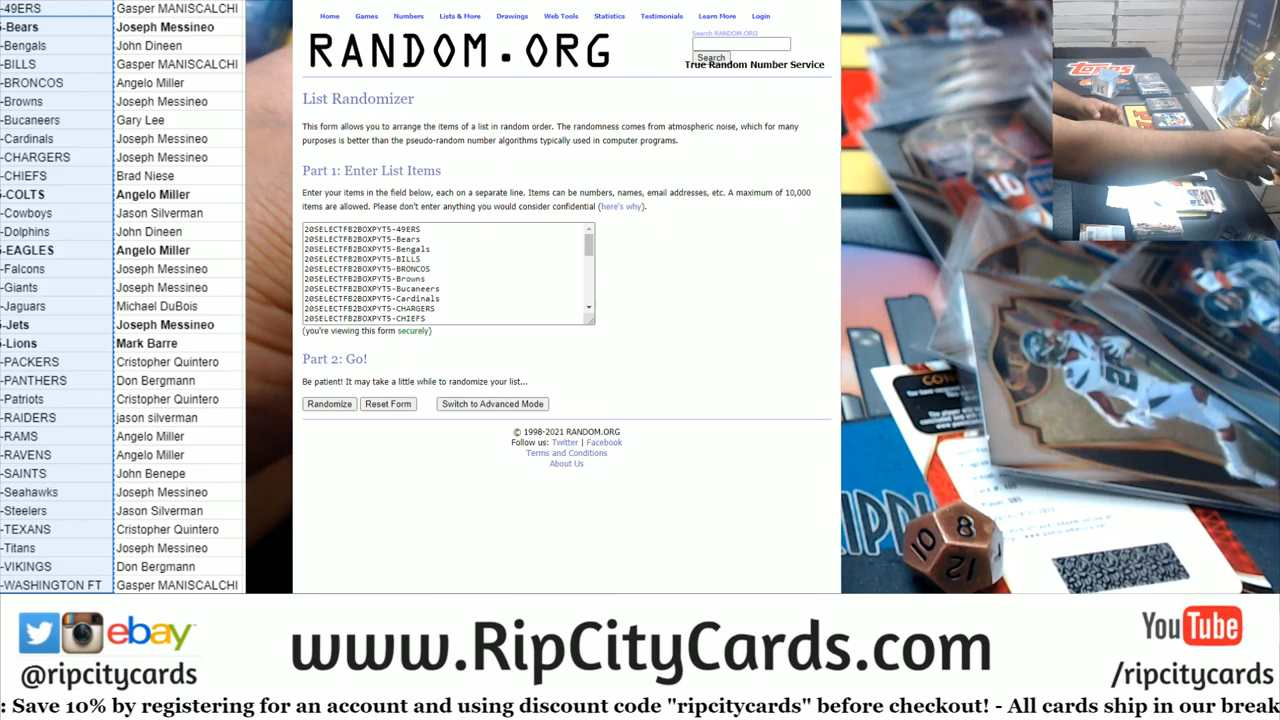 -49ERS Gasper MANISCALCHI
-Bears Joseph Messineo
John Dineen
-BILLS Gasper MANISCALCHI
-BRONCOS Angelo Miller
-Browns Joseph Messineo
-Bucaneers Gary Lee
-Cardinals Joseph Messineo
-CHARGERS Joseph Messineo
-CHIEFS Brad Niese
-COLTS Angelo Miller
-Cowboys Jason Silverman
-Dolphins John Dineen
-EAGLES Angelo Miller
-Falcons Joseph Messineo
-Giants Joseph Messineo
-Jaguars Michael DuBois
-Jets Joseph Messineo
-Lions Mark Barre
-PACKERS Cristopher Quintero
-PANTHERS Don Bergmann
-Patriots Cristopher Quintero
-RAIDERS jason silverman
-RAMS Angelo Miller
-RAVENS Angelo Miller
-SAINTS John Benepe
-Seahawks Joseph Messineo
-Steelers Jason Silverman
-TEXANS Cristopher Quintero
-Titans Joseph Messineo
-VIKINGS Don Bergmann
-WASHINGTON FT Gasper MANISCALCHI
Home Games Numbers Lists & More Drawings Web Tools Statistics Testimonials Learn More Login
RANDOM.ORG
Search RANDOM.ORG
Search
True Random Number Service
List Randomizer
This form allows you to arrange the items of a list in random order. The randomness comes from atmospheric noise, which for many
purposes is better than the pseudo-random number algorithms typically used in computer programs.
Part 1: Enter List Items
Enter your items in the field below, each on a separate line. Items can be numbers, names, email addresses, etc. A maximum of 10,000
items are allowed. Please don't enter anything you would consider confidential (here's why).
20SELECTFB2BOXPYT5-49ERS
20SELECTFB2BOXPYT5-Bears
20SELECTFB2BOXPYT5-Bengals
20SELECTFB2BOXPYT5-BILLS
20SELECTFB2BOXPYT5-BRONCOS
20SELECTFB2BOXPYT5-Browns
20SELECTFB2BOXPYT5-Bucaneers
20SELECTFB2BOXPYT5-Cardinals
20SELECTFB2BOXPYT5-CHARGERS
20SELECTFB2BOXPYT5-CHIEFS
(you're viewing this form securely)
Part 2: Go!
Be patient! It may take a little while to randomize your list...
Randomize Reset Form Switch to Advanced Mode
© 1998-2021 RANDOM.ORG
Follow us: Twitter | Facebook
Terms and Conditions
About Us
Topps
10
8
10
12
ebay
@ripcitycards
www.RipCityCards.com
YouTube
/ripcitycards
: Save 10% by registering for an account and using discount code "ripcitycards" before checkout! - All cards ship in our break